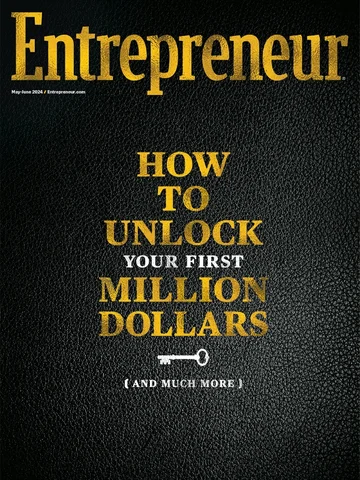 Entrepreneur
May-June 2024 / Entrepreneur.com
HOW
TO
UNLOCK
YOUR FIRST
MILLION
DOLLARS
{ AND MUCH MORE }